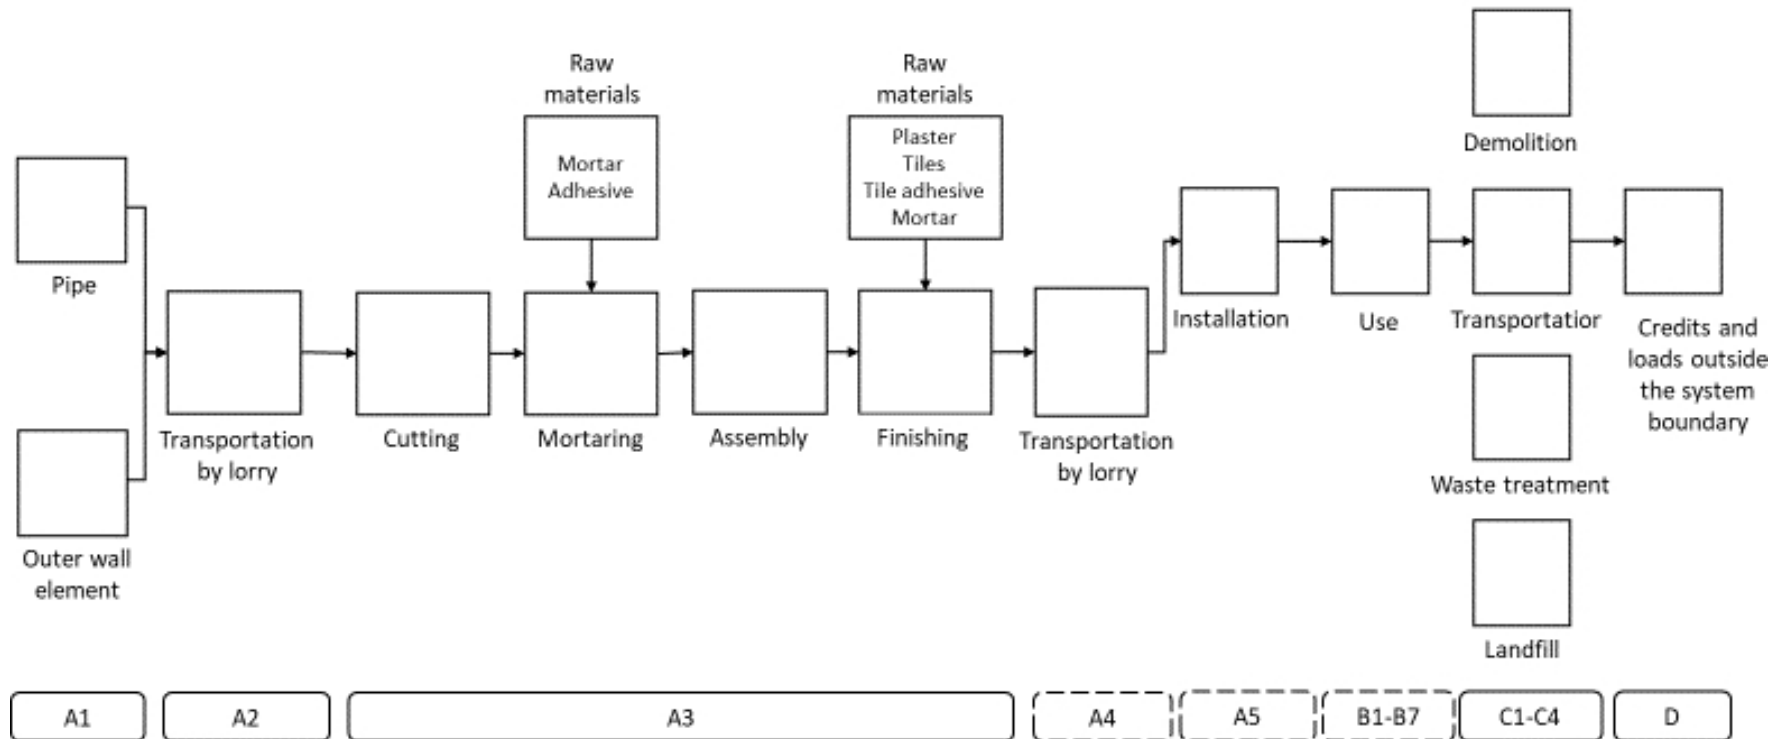 Raw
materials
Mortar
Adhesive
Raw
materials
Plaster
Tiles
Tile adhesive
Mortar
Pipe
Outer wall
element
Transportation
by lorry
Cutting
Mortaring
Assembly
Finishing
Transportation
by lorry
Installation
Use
Demolition
Transportatior
Waste treatment
Landfill
Credits and
loads outside
the system
boundary
A1
A2
A3
A4
A5
B1-B7
C1-C4
D